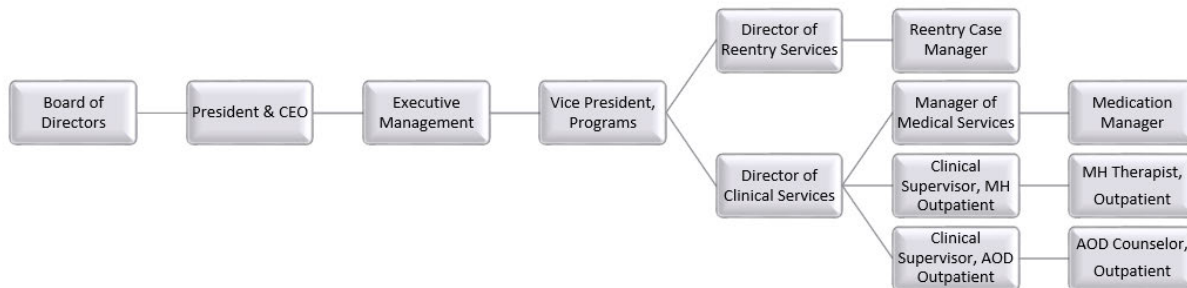 Board of
Directors
President & CEO
Executive
Management
Vice President,
Programs
Director of
Reentry Services
Reentry Case
Manager
Director of
Clinical Services
Manager of
Medical Services
Medication
Manager
Clinical
Supervisor, MH
Outpatient
MH Therapist,
Outpatient
Clinical
Supervisor, AOD
Outpatient
AOD Counselor,
Outpatient